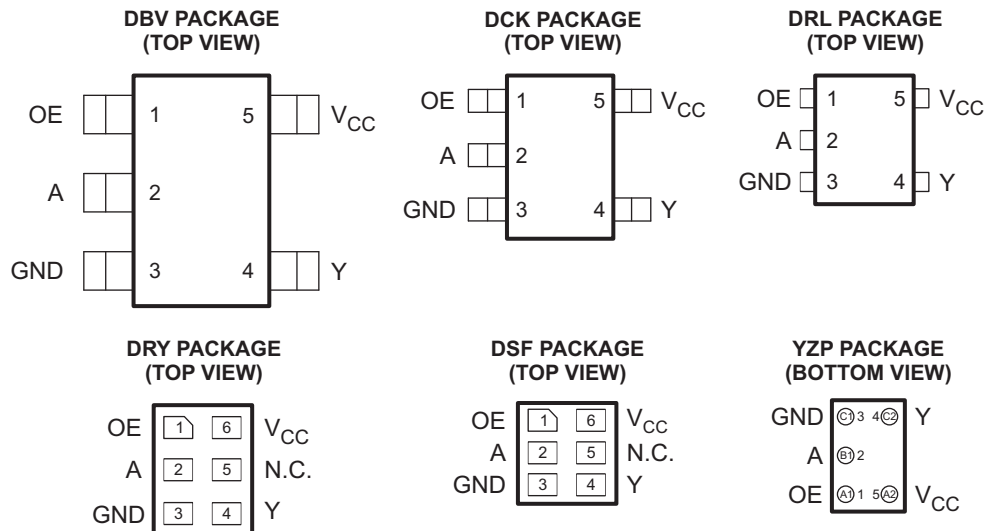 DBV PACKAGE
(TOP VIEW)
OE 1 5 VCC
A 2
GND 3 4 Y
DCK PACKAGE
(TOP VIEW)
OE 1 5 VCC
A 2
GND 3 4 Y
DRL PACKAGE
(TOP VIEW)
OE 1 5 VCC
A 2
GND 3 4 Y
DRY PACKAGE
(TOP VIEW)
OE 1 6 VCC
A 2 5 N.C.
GND 3 4 Y
DSF PACKAGE
(TOP VIEW)
OE 1 6 VCC
A 2 5 N.C.
GND 3 4 Y
YZP PACKAGE
(BOTTOM VIEW)
GND C1 3 4 C2 Y
A B1 2
OE A1 1 5 A2 VCC